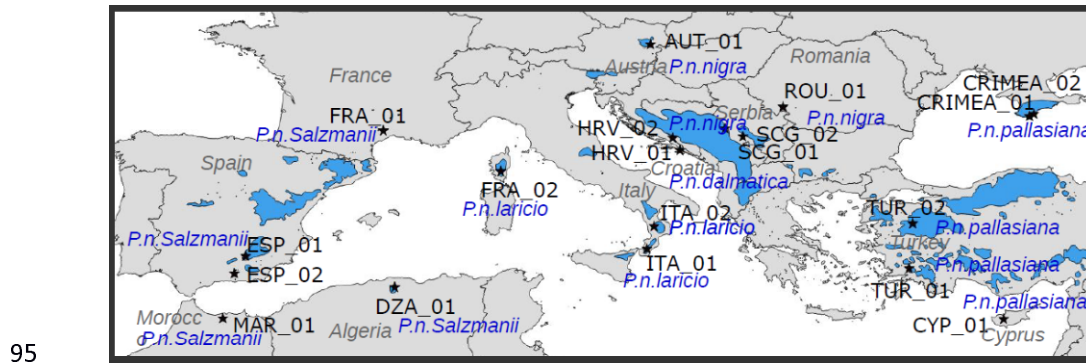 CRIMEA_02
AUT_01
Romania
Austria P.n.nigra
France
ROU_01
CRIMEA_01
FRA_01
Serbia
P.n.nigra
P.n.nigra
P.n.pallasiana
P.n.Salzmanii
HRV_02
SCG_02
HRV_01
SCG_01
Spain
Croatia
FRA_02
P.n.dalmatica
Italy
P.n.laricio
ITA_02
TUR_02
P.n.laricio
P.n.pallasiana
P.n.Salzmanii
ESP_01
Turkey
ITA_01
P.n.pallasiana
ESP_02
P.n.laricio
TUR_01
DZA_01
P.n.pallasiana
Morocc
o
MAR_01
Algeria
P.n.Salzmanii
CYP_01
P.n.Salzmanii
Cyprus
95